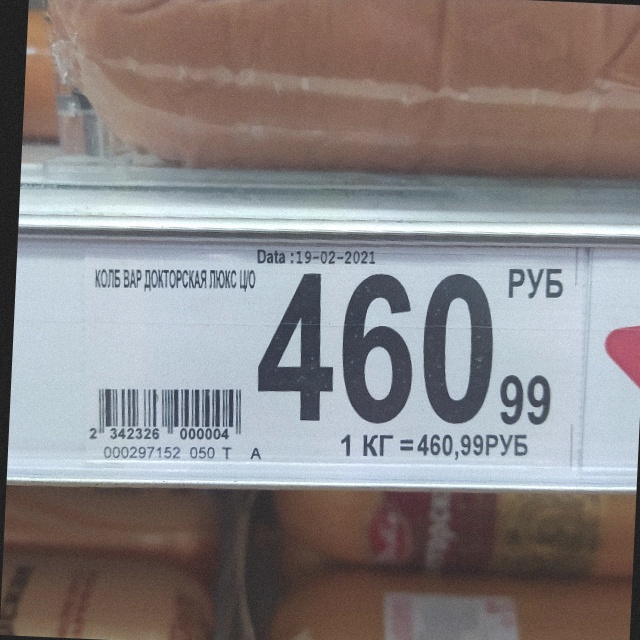 Data :19-02-2021
КОЛБ ВАР ДОКТОРСКАЯ ЛЮКС Ц/О
460 99 РУБ
2 342326 000004
1 КГ =460,99РУБ
000297152 050 Т А